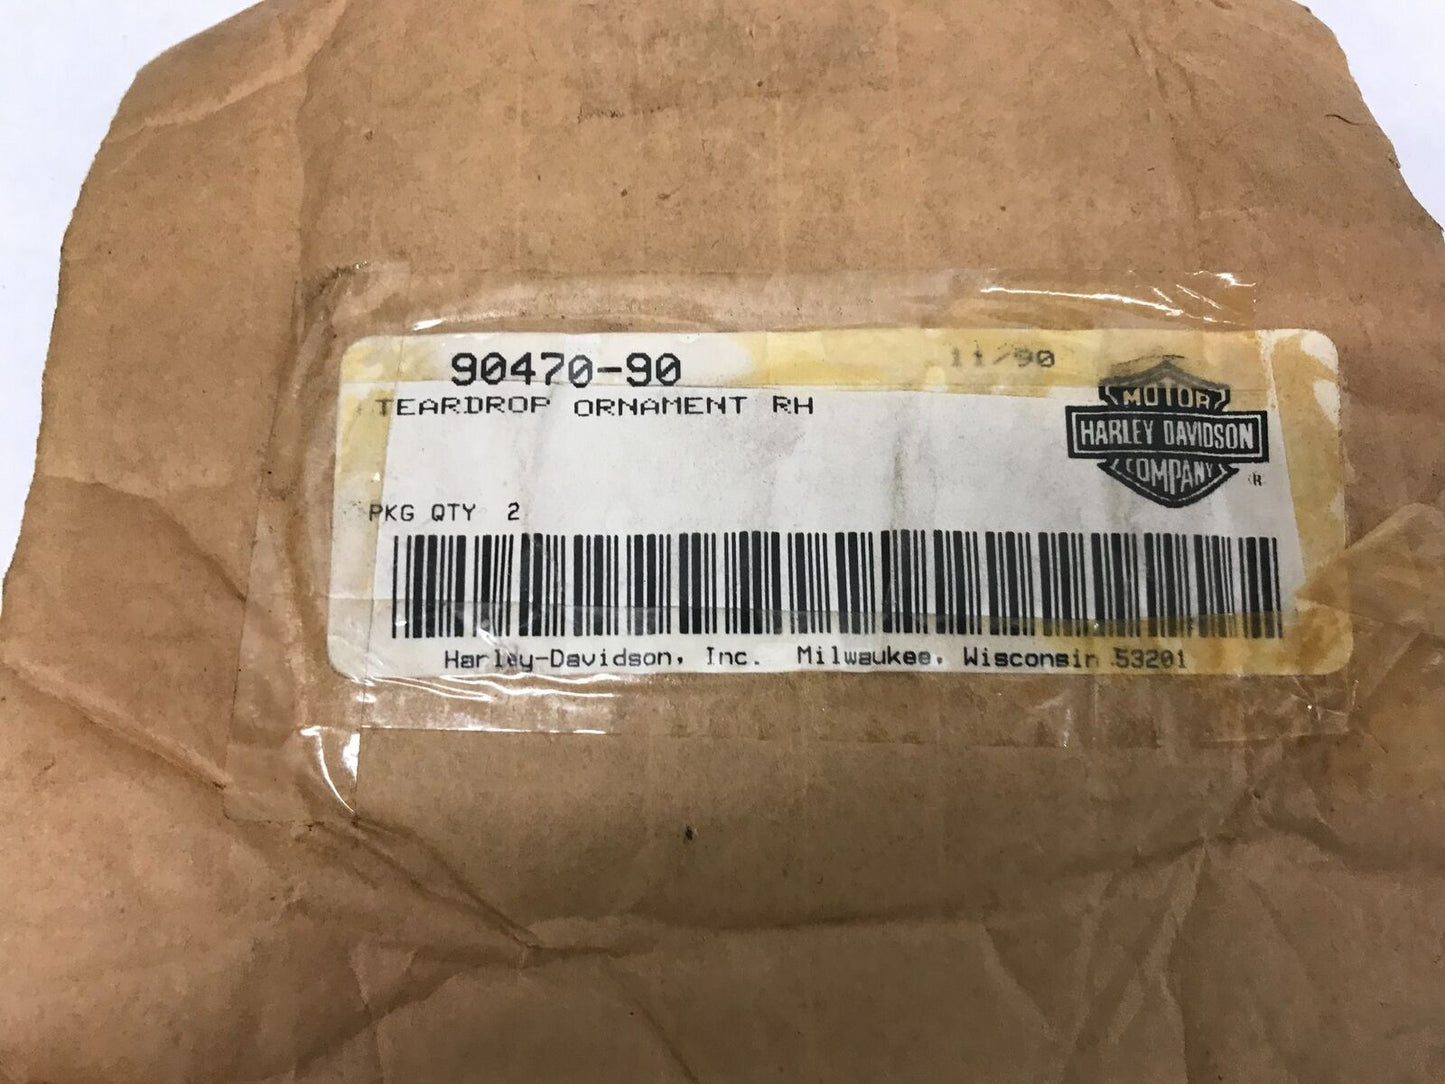 90470-90 11/90
TEARDROP ORNAMENT RH
MOTOR
HARLEY DAVIDSON
COMPANY
®
PKG QTY 2
Harley-Davidson, Inc. Milwaukee, Wisconsin 53201